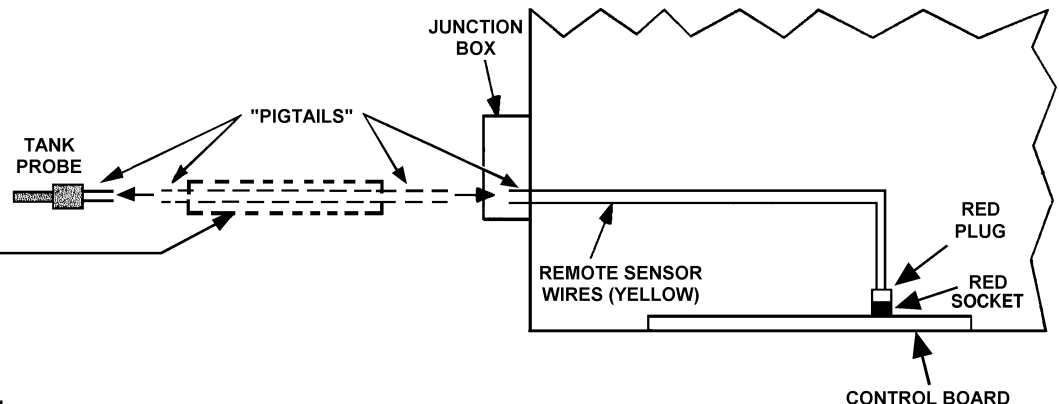 JUNCTION
BOX
"PIGTAILS"
TANK
PROBE
RED
PLUG
REMOTE SENSOR
WIRES (YELLOW)
RED
SOCKET
CONTROL BOARD